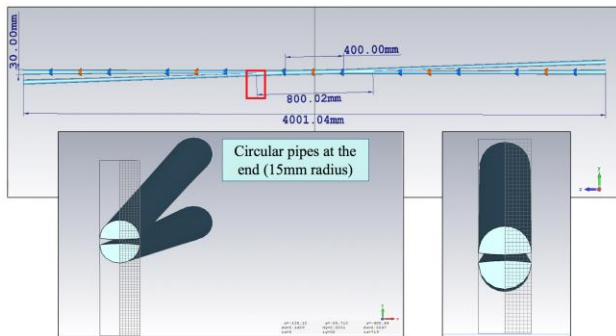 30.00mm
400.00mm
800.02mm
4001.04mm
Circular pipes at the
end (15mm radius)